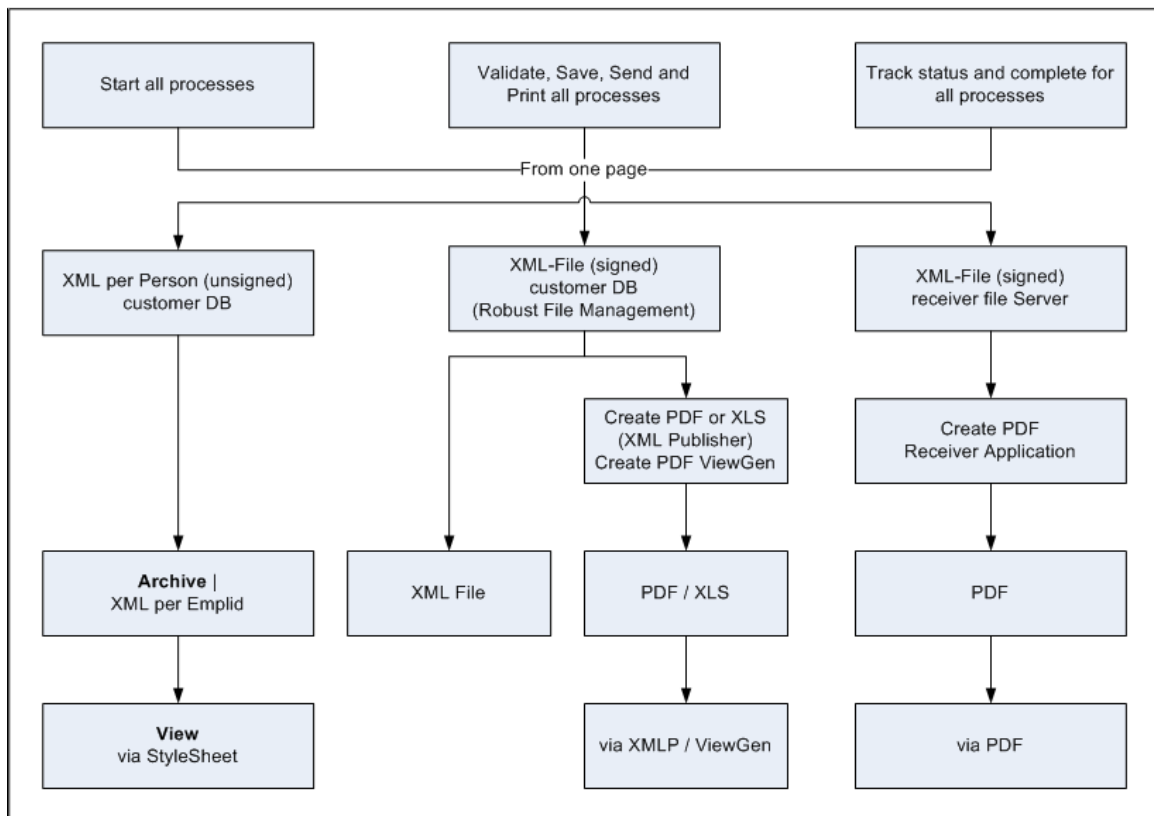 Start all processes
Validate, Save, Send and
Print all processes
Track status and complete for
all processes
From one page
XML per Person (unsigned)
customer DB
XML-File (signed)
customer DB
(Robust File Management)
XML-File (signed)
receiver file Server
Create PDF or XLS
(XML Publisher)
Create PDF ViewGen
Create PDF
Receiver Application
Archive |
XML per Emplid
XML File
PDF / XLS
PDF
View
via StyleSheet
via XMLP / ViewGen
via PDF